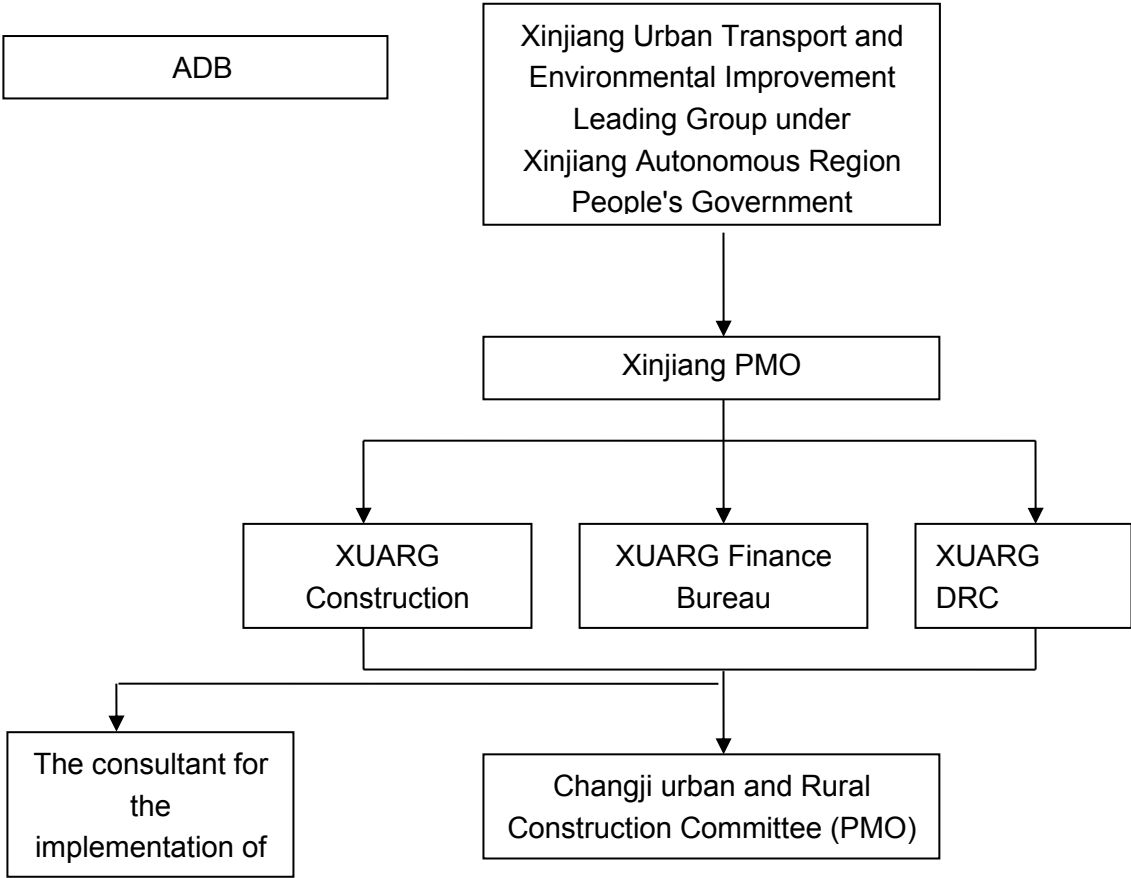 ADB
Xinjiang Urban Transport and
Environmental Improvement
Leading Group under
Xinjiang Autonomous Region
People's Government
Xinjiang PMO
XUARG
Construction
XUARG Finance
Bureau
XUARG
DRC
The consultant for
the
implementation of
Changji urban and Rural
Construction Committee (PMO)